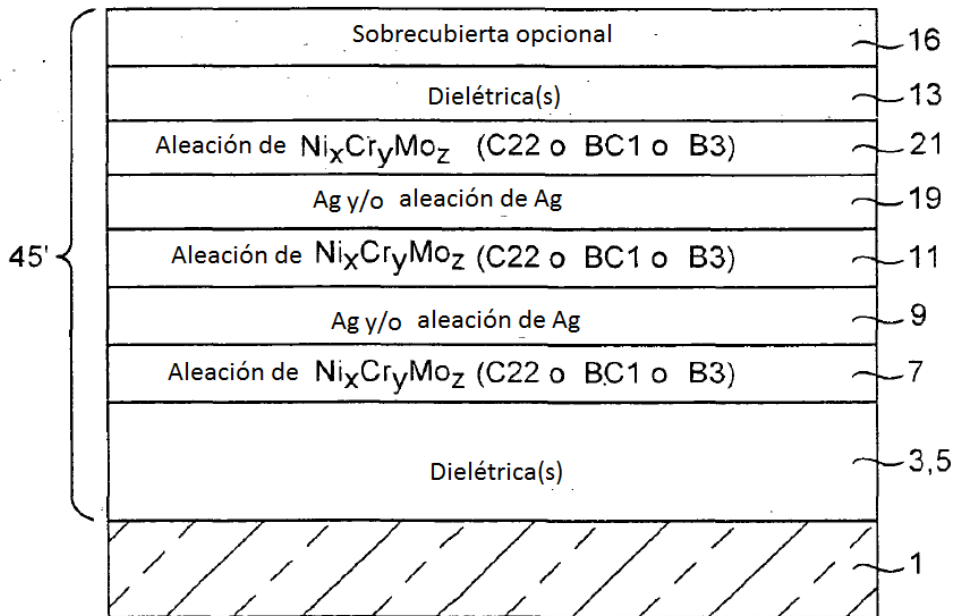 Sobrecubierta opcional 16
Dielétrica(s) 13
Aleación de NixCryMoz (C22 o BC1 o B3) 21
Ag y/o aleación de Ag 19
45' Aleación de NixCryMoz (C22 o BC1 o B3) 11
Ag y/o aleación de Ag 9
Aleación de NixCryMoz (C22 o BC1 o B3) 7
Dielétrica(s) 3,5
1